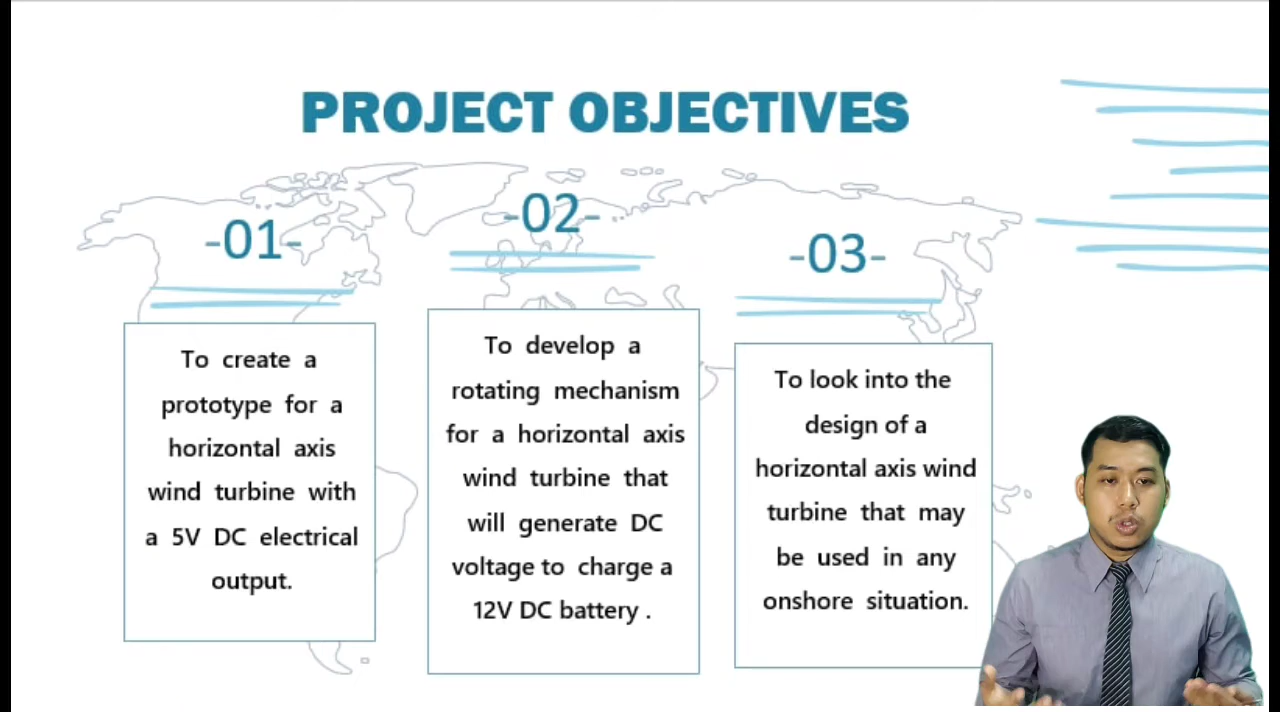 PROJECT OBJECTIVES
-01-
To create a
prototype for a
horizontal axis
wind turbine with
a 5V DC electrical
output.
-02-
To develop a
rotating mechanism
for a horizontal axis
wind turbine that
will generate DC
voltage to charge a
12V DC battery .
-03-
To look into the
design of a
horizontal axis wind
turbine that may
be used in any
onshore situation.